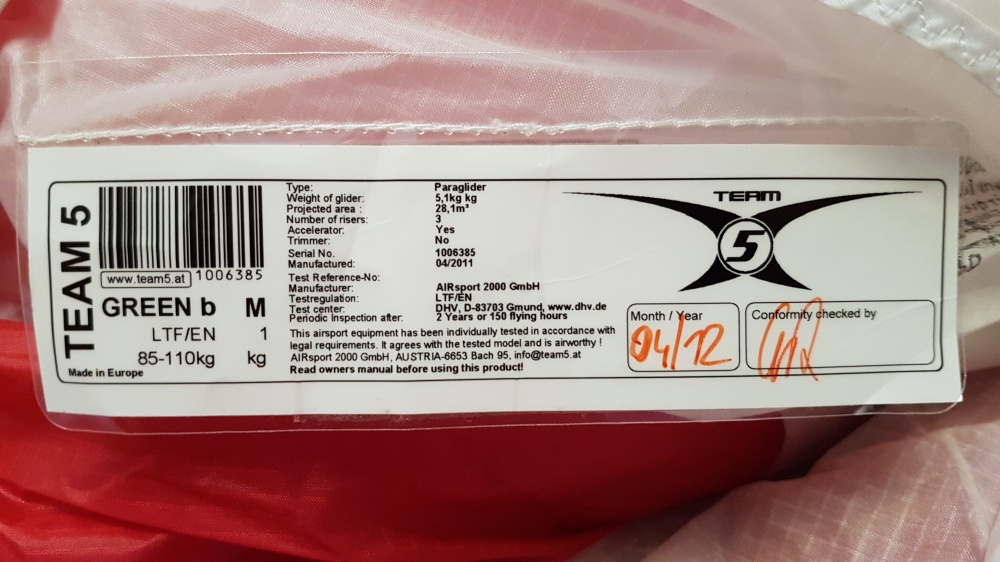 TEAM 5
www.team5.at 1006385
GREEN b M
LTF/EN 1
85-110kg kg
Made in Europe
Type: Paraglider
Weight of glider: 5,1kg kg
Projected area : 28,1m²
Number of risers: 3
Accelerator: Yes
Trimmer: No
Serial No. 1006385
Manufactured: 04/2011
Test Reference-No:
Manufacturer: AIRsport 2000 GmbH
Testregulation: LTF/EN
Test center: DHV, D-83703 Gmund, www.dhv.de
Periodic Inspection after: 2 Years or 150 flying hours
This airsport equipment has been individually tested in accordance with
legal requirements. It agrees with the tested model and is airworthy !
AIRsport 2000 GmbH, AUSTRIA-6653 Bach 95, info@team5.at
Read owners manual before using this product!
TEAM
5
Month / Year
04/12
Conformity checked by